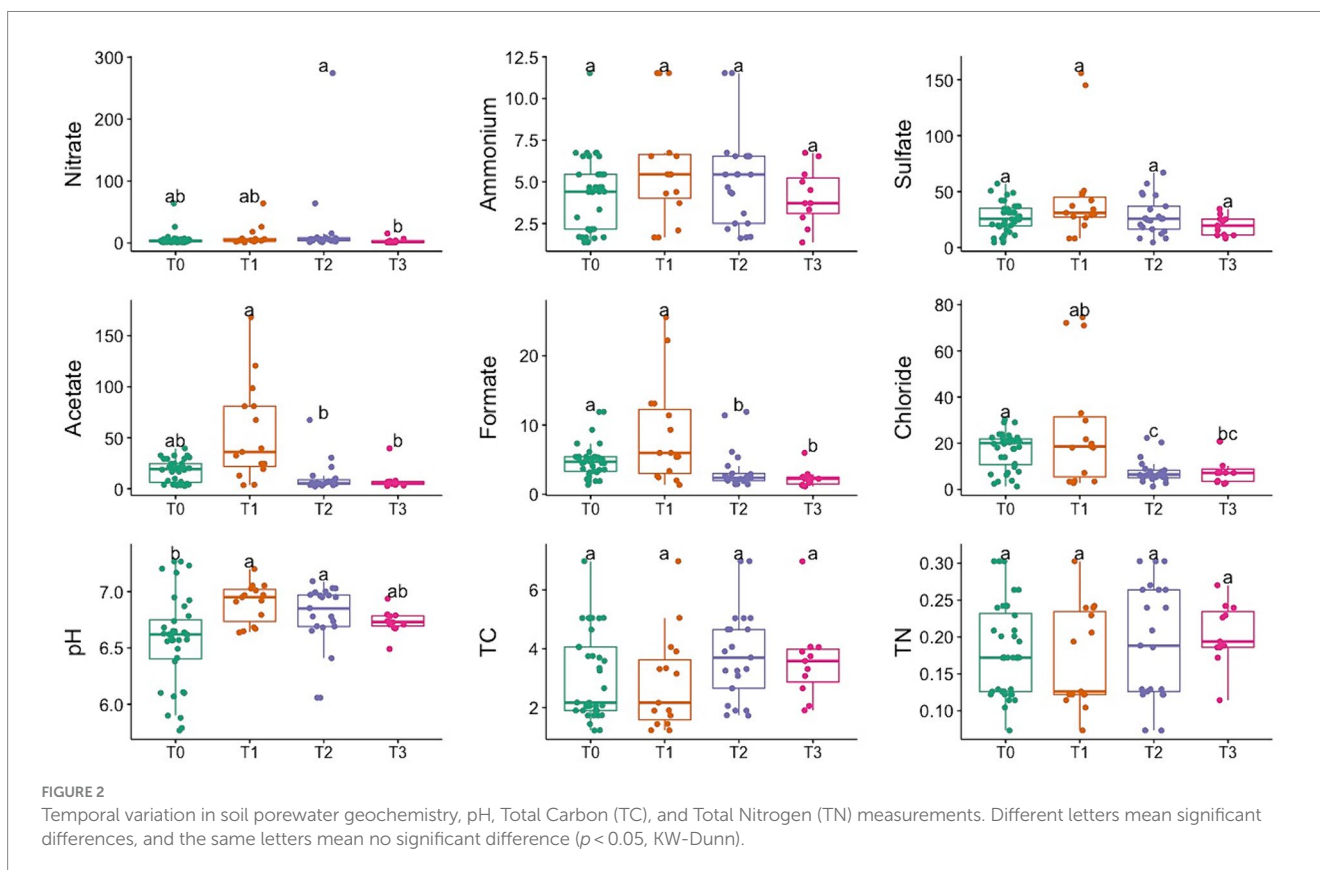 Nitrate
300
200
100
0
ab
ab
a
b
T0
T1
T2
T3
Ammonium
12.5
10.0
7.5
5.0
2.5
a
a
a
a
T0
T1
T2
T3
Sulfate
150
100
50
0
a
a
a
a
T0
T1
T2
T3
Acetate
150
100
50
0
ab
a
b
b
T0
T1
T2
T3
Formate
20
10
0
a
a
b
b
T0
T1
T2
T3
Chloride
80
60
40
20
0
a
ab
c
bc
T0
T1
T2
T3
pH
7.0
6.5
6.0
b
a
a
ab
T0
T1
T2
T3
TC
6
4
2
a
a
a
a
T0
T1
T2
T3
TN
0.30
0.25
0.20
0.15
0.10
a
a
a
a
T0
T1
T2
T3
FIGURE 2
Temporal variation in soil porewater geochemistry, pH, Total Carbon (TC), and Total Nitrogen (TN) measurements. Different letters mean significant
differences, and the same letters mean no significant difference (p < 0.05, KW-Dunn).